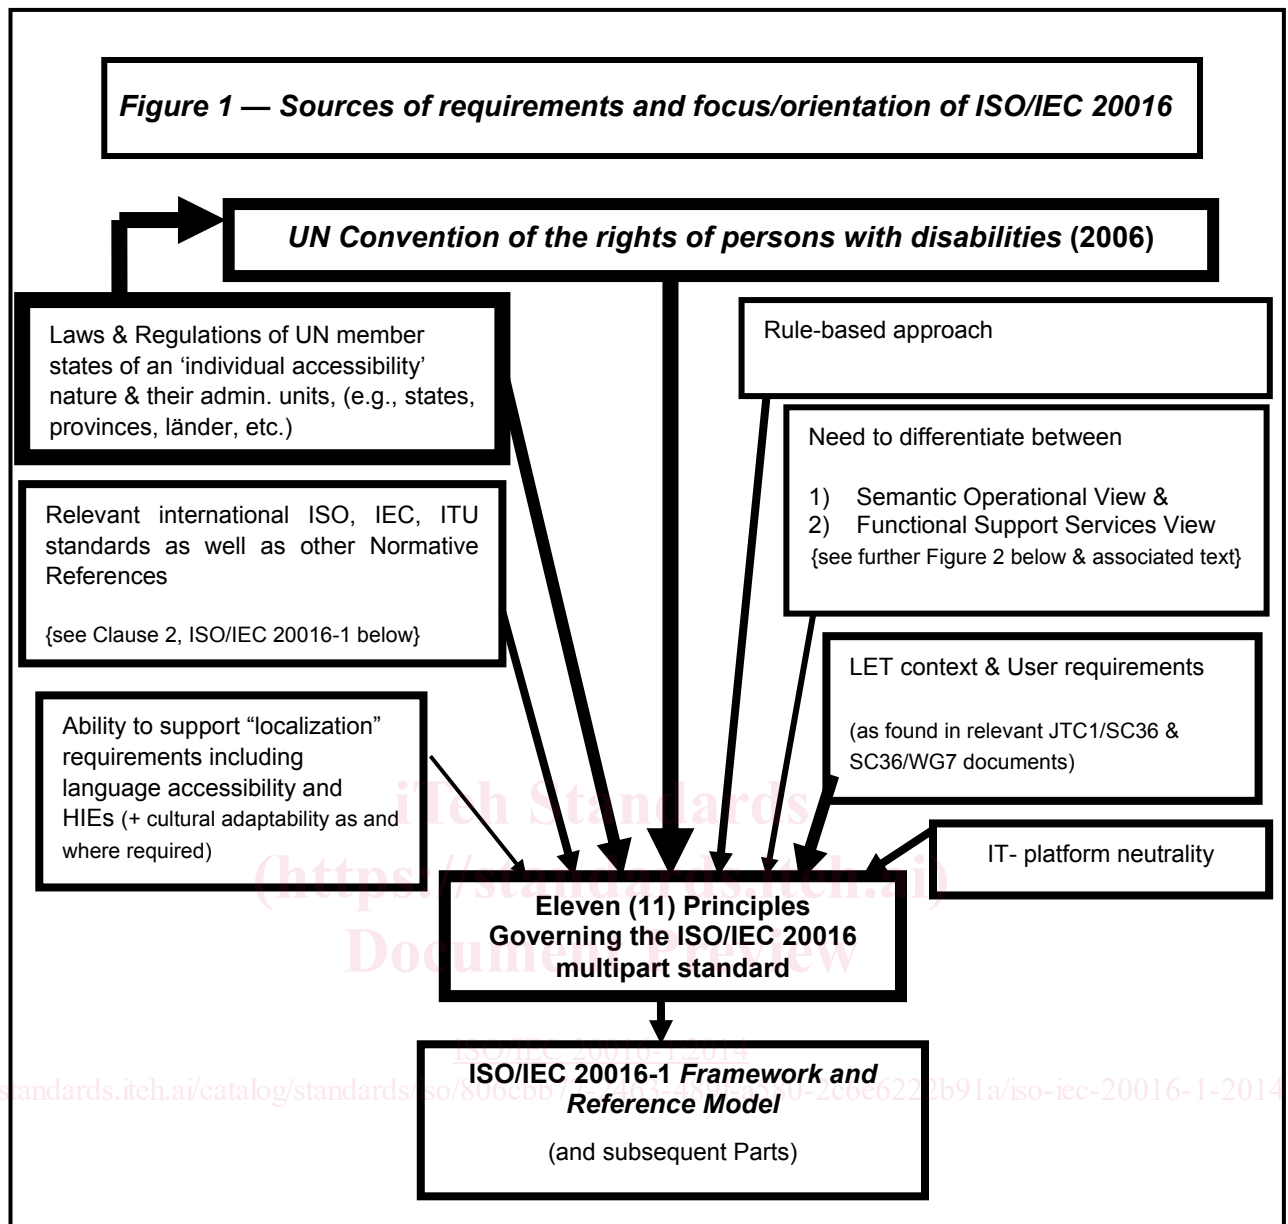 Figure 1 — Sources of requirements and focus/orientation of ISO/IEC 20016
UN Convention of the rights of persons with disabilities (2006)
Laws & Regulations of UN member
states of an ‘individual accessibility’
nature & their admin. units, (e.g., states,
provinces, länder, etc.)
Relevant international ISO, IEC, ITU
standards as well as other Normative
References
{see Clause 2, ISO/IEC 20016-1 below}
Ability to support “localization”
requirements including
language accessibility and
HIEs (+ cultural adaptability as and
where required)
Rule-based approach
Need to differentiate between
1) Semantic Operational View &
2) Functional Support Services View
{see further Figure 2 below & associated text}
LET context & User requirements
(as found in relevant JTC1/SC36 &
SC36/WG7 documents)
IT- platform neutrality
iTeh Standards
(https://standards.iteh.ai)
Document Preview
Eleven (11) Principles
Governing the ISO/IEC 20016
multipart standard
ISO/IEC 20016-1:2014
ISO/IEC 20016-1 Framework and
Reference Model
(and subsequent Parts)